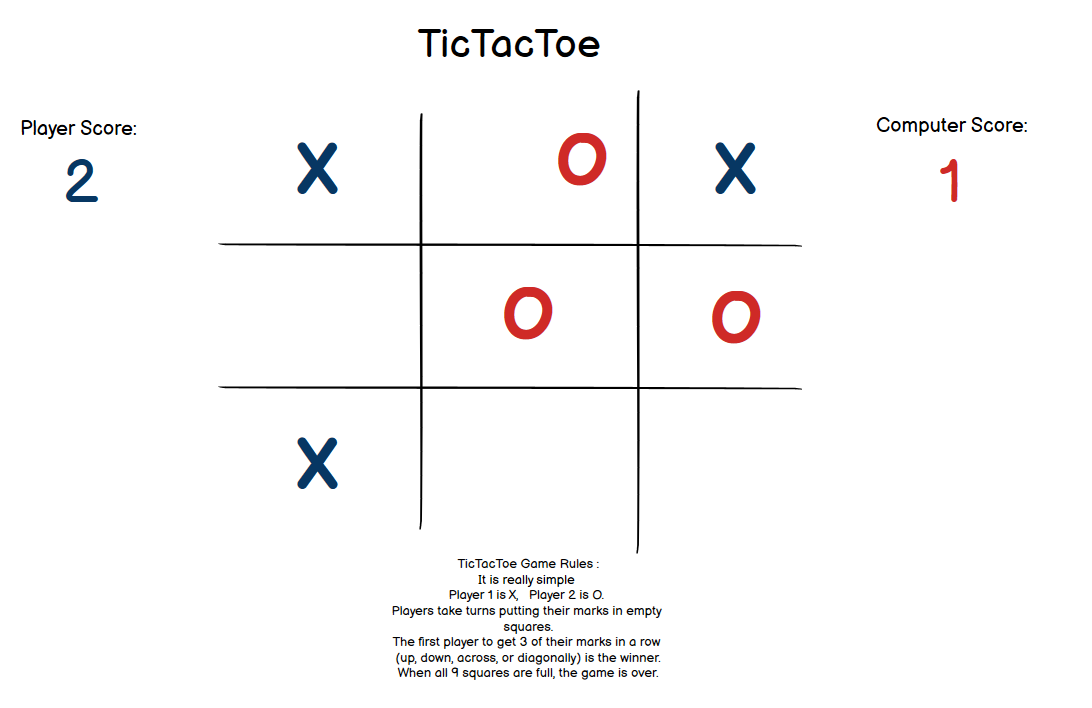 TicTacToe
Player Score:
Computer Score:
2
1
X O X
O O
X
TicTacToe Game Rules :
It is really simple
Player 1 is X, Player 2 is O.
Players take turns putting their marks in empty
squares.
The first player to get 3 of their marks in a row
(up, down, across, or diagonally) is the winner.
When all 9 squares are full, the game is over.